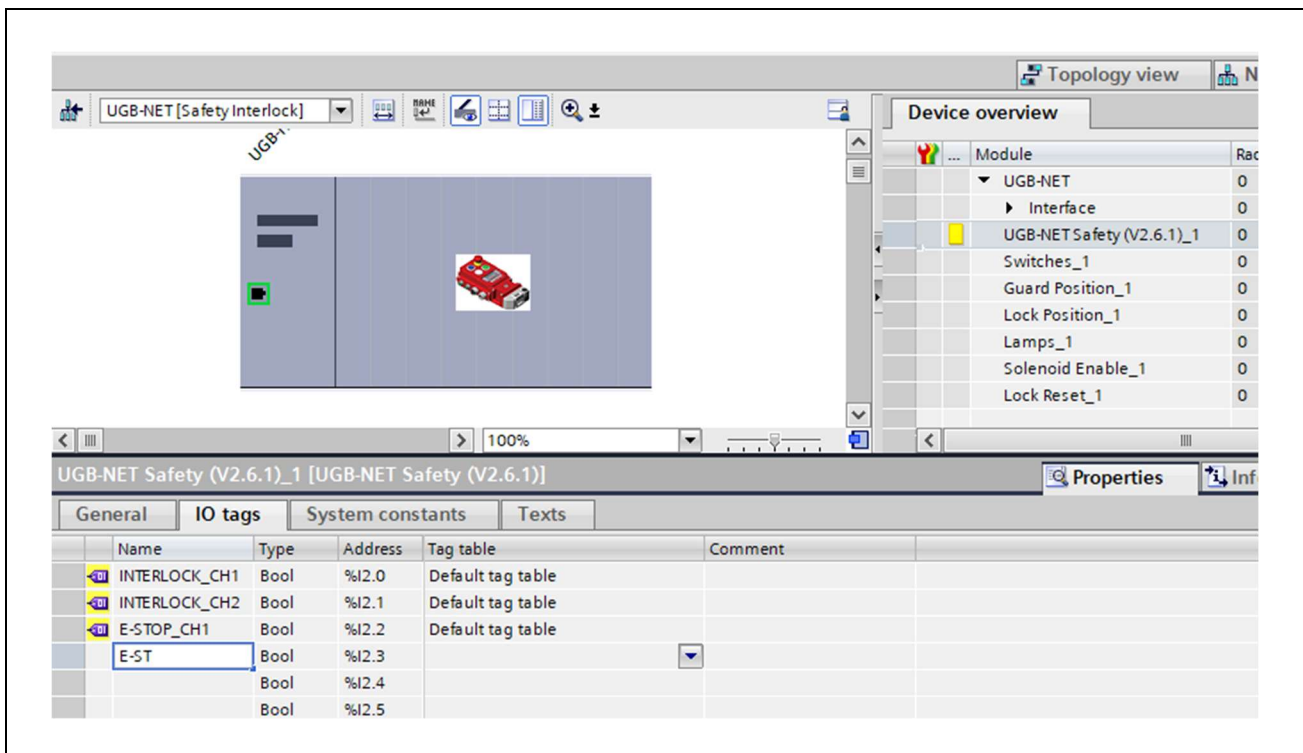 Topology view
N
UGB-NET [Safety Interlock]
Device overview
... Module Rac
UGB-NET 0
Interface 0
UGB-NET Safety (V2.6.1)_1 0
Switches_1 0
Guard Position_1 0
Lock Position_1 0
Lamps_1 0
Solenoid Enable_1 0
Lock Reset_1 0
100%
UGB-NET Safety (V2.6.1)_1 [UGB-NET Safety (V2.6.1)]
Properties
Inf
General IO tags System constants Texts
Name Type Address Tag table Comment
INTERLOCK_CH1 Bool %I2.0 Default tag table
INTERLOCK_CH2 Bool %I2.1 Default tag table
E-STOP_CH1 Bool %I2.2 Default tag table
E-ST Bool %I2.3
Bool %I2.4
Bool %I2.5